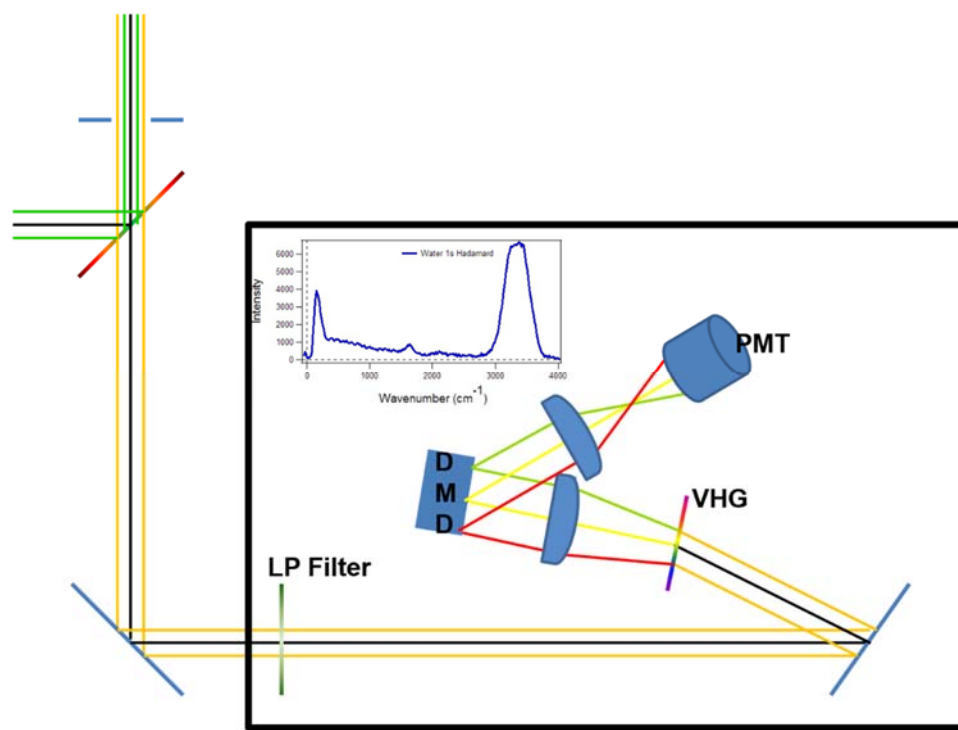 6000
5000
4000
3000
2000
1000
0
Intensity
Water 1s Hadamard
0
1000
2000
3000
4000
Wavenumber (cm-1)
PMT
D
M
D
VHG
LP Filter